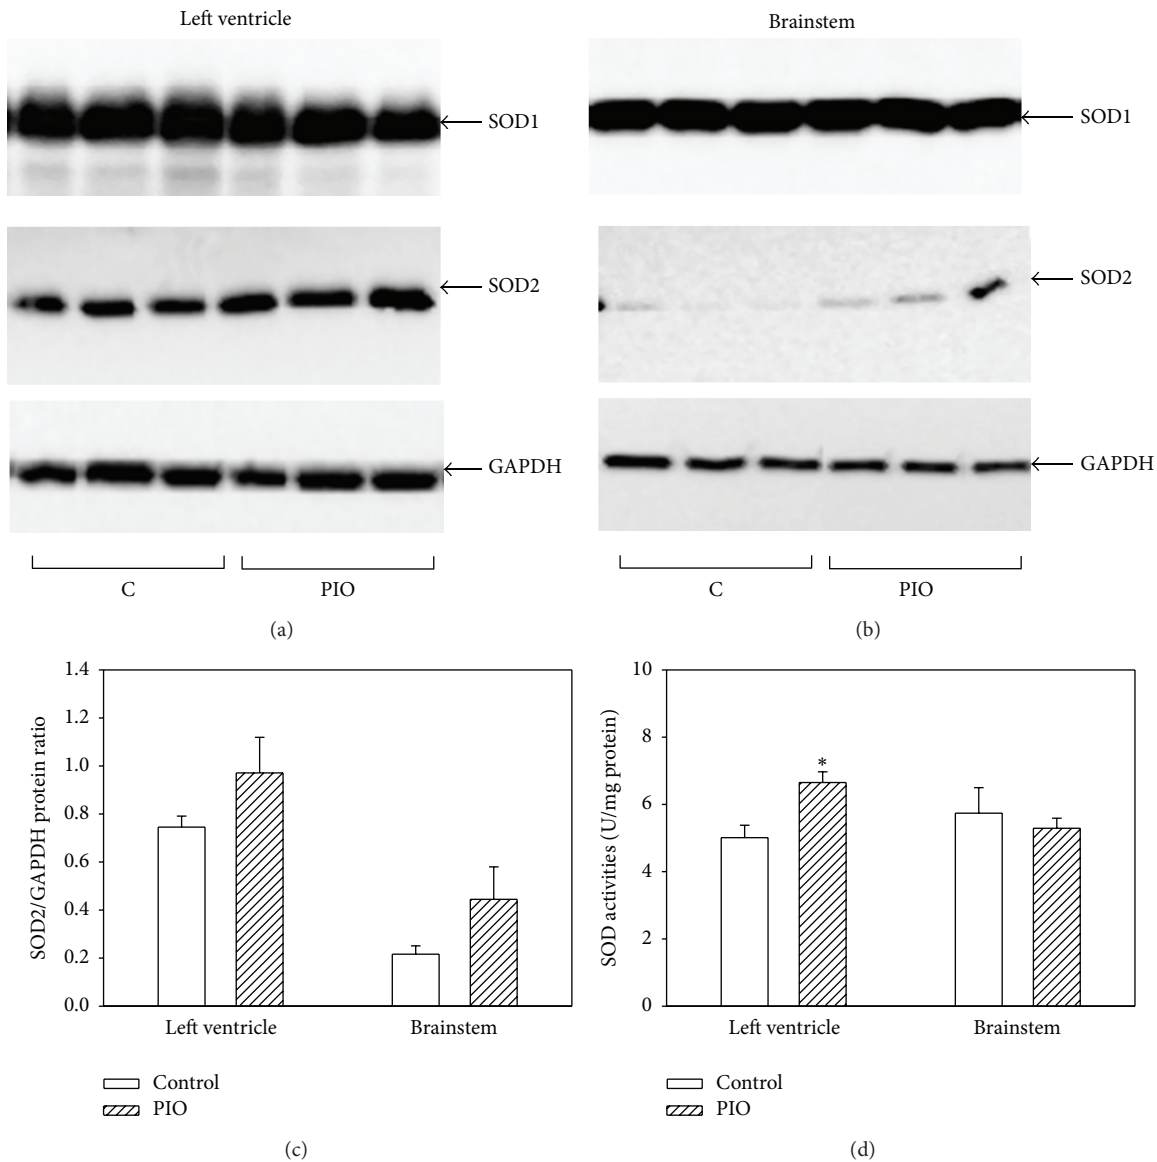 Left ventricle
SOD1
SOD2
GAPDH
C PIO
(a)
Brainstem
SOD1
SOD2
GAPDH
C PIO
(b)
SOD2/GAPDH protein ratio
1.4
1.2
1.0
0.8
0.6
0.4
0.2
0.0
Left ventricle Brainstem
Control
PIO
(c)
SOD activities (U/mg protein)
10
8
6
4
2
0
*
Left ventricle Brainstem
Control
PIO
(d)